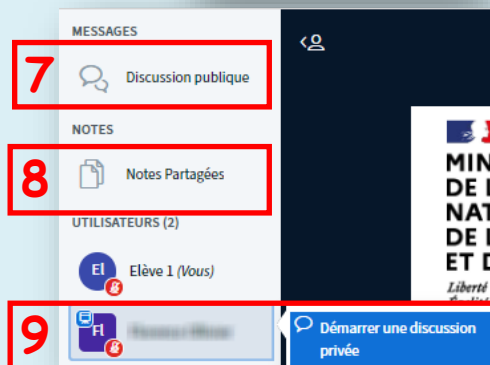 MESSAGES
7
Discussion publique
NOTES
8
Notes Partagées
UTILISATEURS (2)
El
Elève 1 (Vous)
9
Fl
Démarrer une discussion
privée
MIN
DE
NAT
DE
ET
Liberté